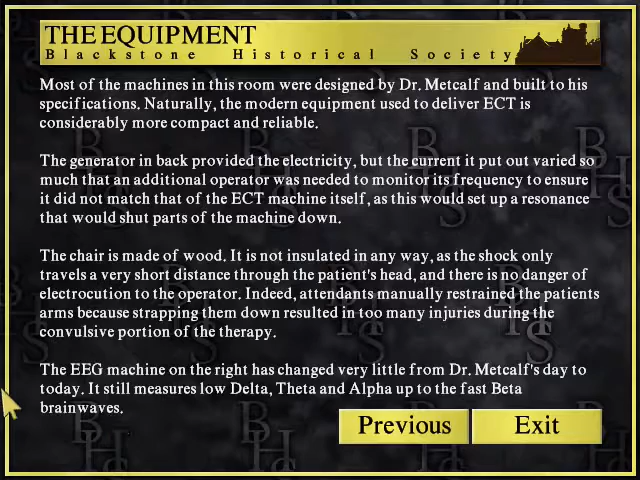 THE EQUIPMENT
Blackstone Historical Society
Most of the machines in this room were designed by Dr. Metcalf and built to his
specifications. Naturally, the modern equipment used to deliver ECT is
considerably more compact and reliable.
The generator in back provided the electricity, but the current it put out varied so
much that an additional operator was needed to monitor its frequency to ensure
it did not match that of the ECT machine itself, as this would set up a resonance
that would shut parts of the machine down.
The chair is made of wood. It is not insulated in any way, as the shock only
travels a very short distance through the patient's head, and there is no danger of
electrocution to the operator. Indeed, attendants manually restrained the patients
arms because strapping them down resulted in too many injuries during the
convulsive portion of the therapy.
The EEG machine on the right has changed very little from Dr. Metcalf's day to
today. It still measures low Delta, Theta and Alpha up to the fast Beta
brainwaves.
Previous Exit